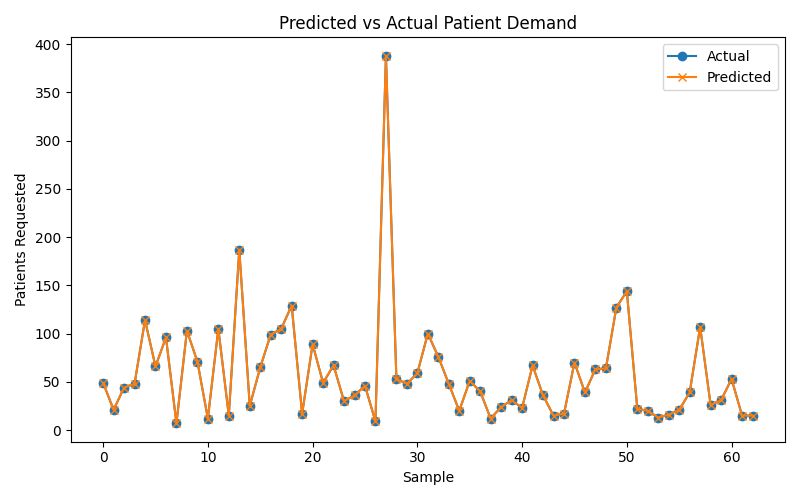 Predicted vs Actual Patient Demand
Actual
Predicted
Patients Requested
400
350
300
250
200
150
100
50
0
0 10 20 30 40 50 60
Sample